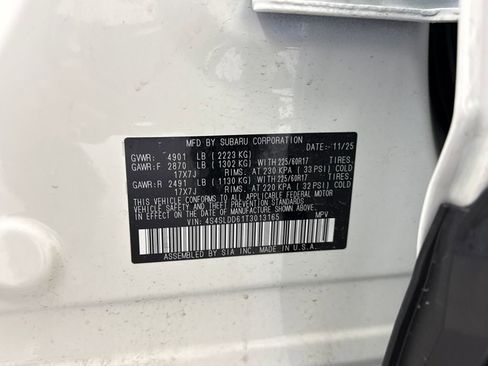 MFD BY SUBARU CORPORATION DATE: 11/25
GVWR: 4901 LB ( 2223 KG)
GAWR:F 2870 LB ( 1302 KG) WITH 225/60R17 TIRES,
17X7J RIMS, AT 230 KPA ( 33 PSI) COLD
GAWR:R 2491 LB ( 1130 KG) WITH 225/60R17 TIRES,
17X7J RIMS, AT 220 KPA ( 32 PSI) COLD
THIS VEHICLE CONFORMS TO ALL APPLICABLE FEDERAL MOTOR
VEHICLE SAFETY, BUMPER, AND THEFT PREVENTION STANDARDS
IN EFFECT ON THE DATE OF MANUFACTURE SHOWN ABOVE.
VIN: 4S4SLDD61T3013165 MPV
ASSEMBLED BY SIA INC. MADE IN U.S.A.